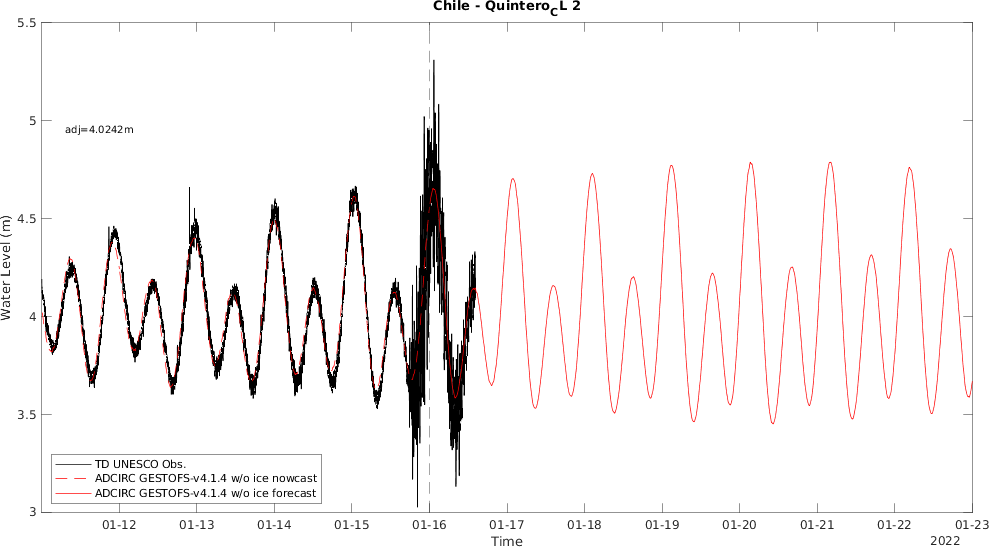 Chile - Quintero_C L 2
5.5
5
4.5
4
3.5
3
Water Level (m)
adj=4.0242m
TD UNESCO Obs.
ADCIRC GESTOFS-v4.1.4 w/o ice nowcast
ADCIRC GESTOFS-v4.1.4 w/o ice forecast
01-12 01-13 01-14 01-15 01-16 01-17 01-18 01-19 01-20 01-21 01-22 01-23
Time
2022